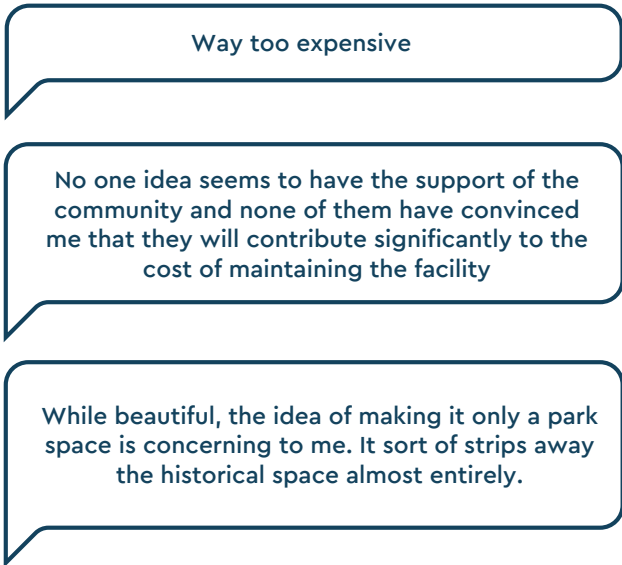 Way too expensive
No one idea seems to have the support of the
community and none of them have convinced
me that they will contribute significantly to the
cost of maintaining the facility
While beautiful, the idea of making it only a park
space is concerning to me. It sort of strips away
the historical space almost entirely.